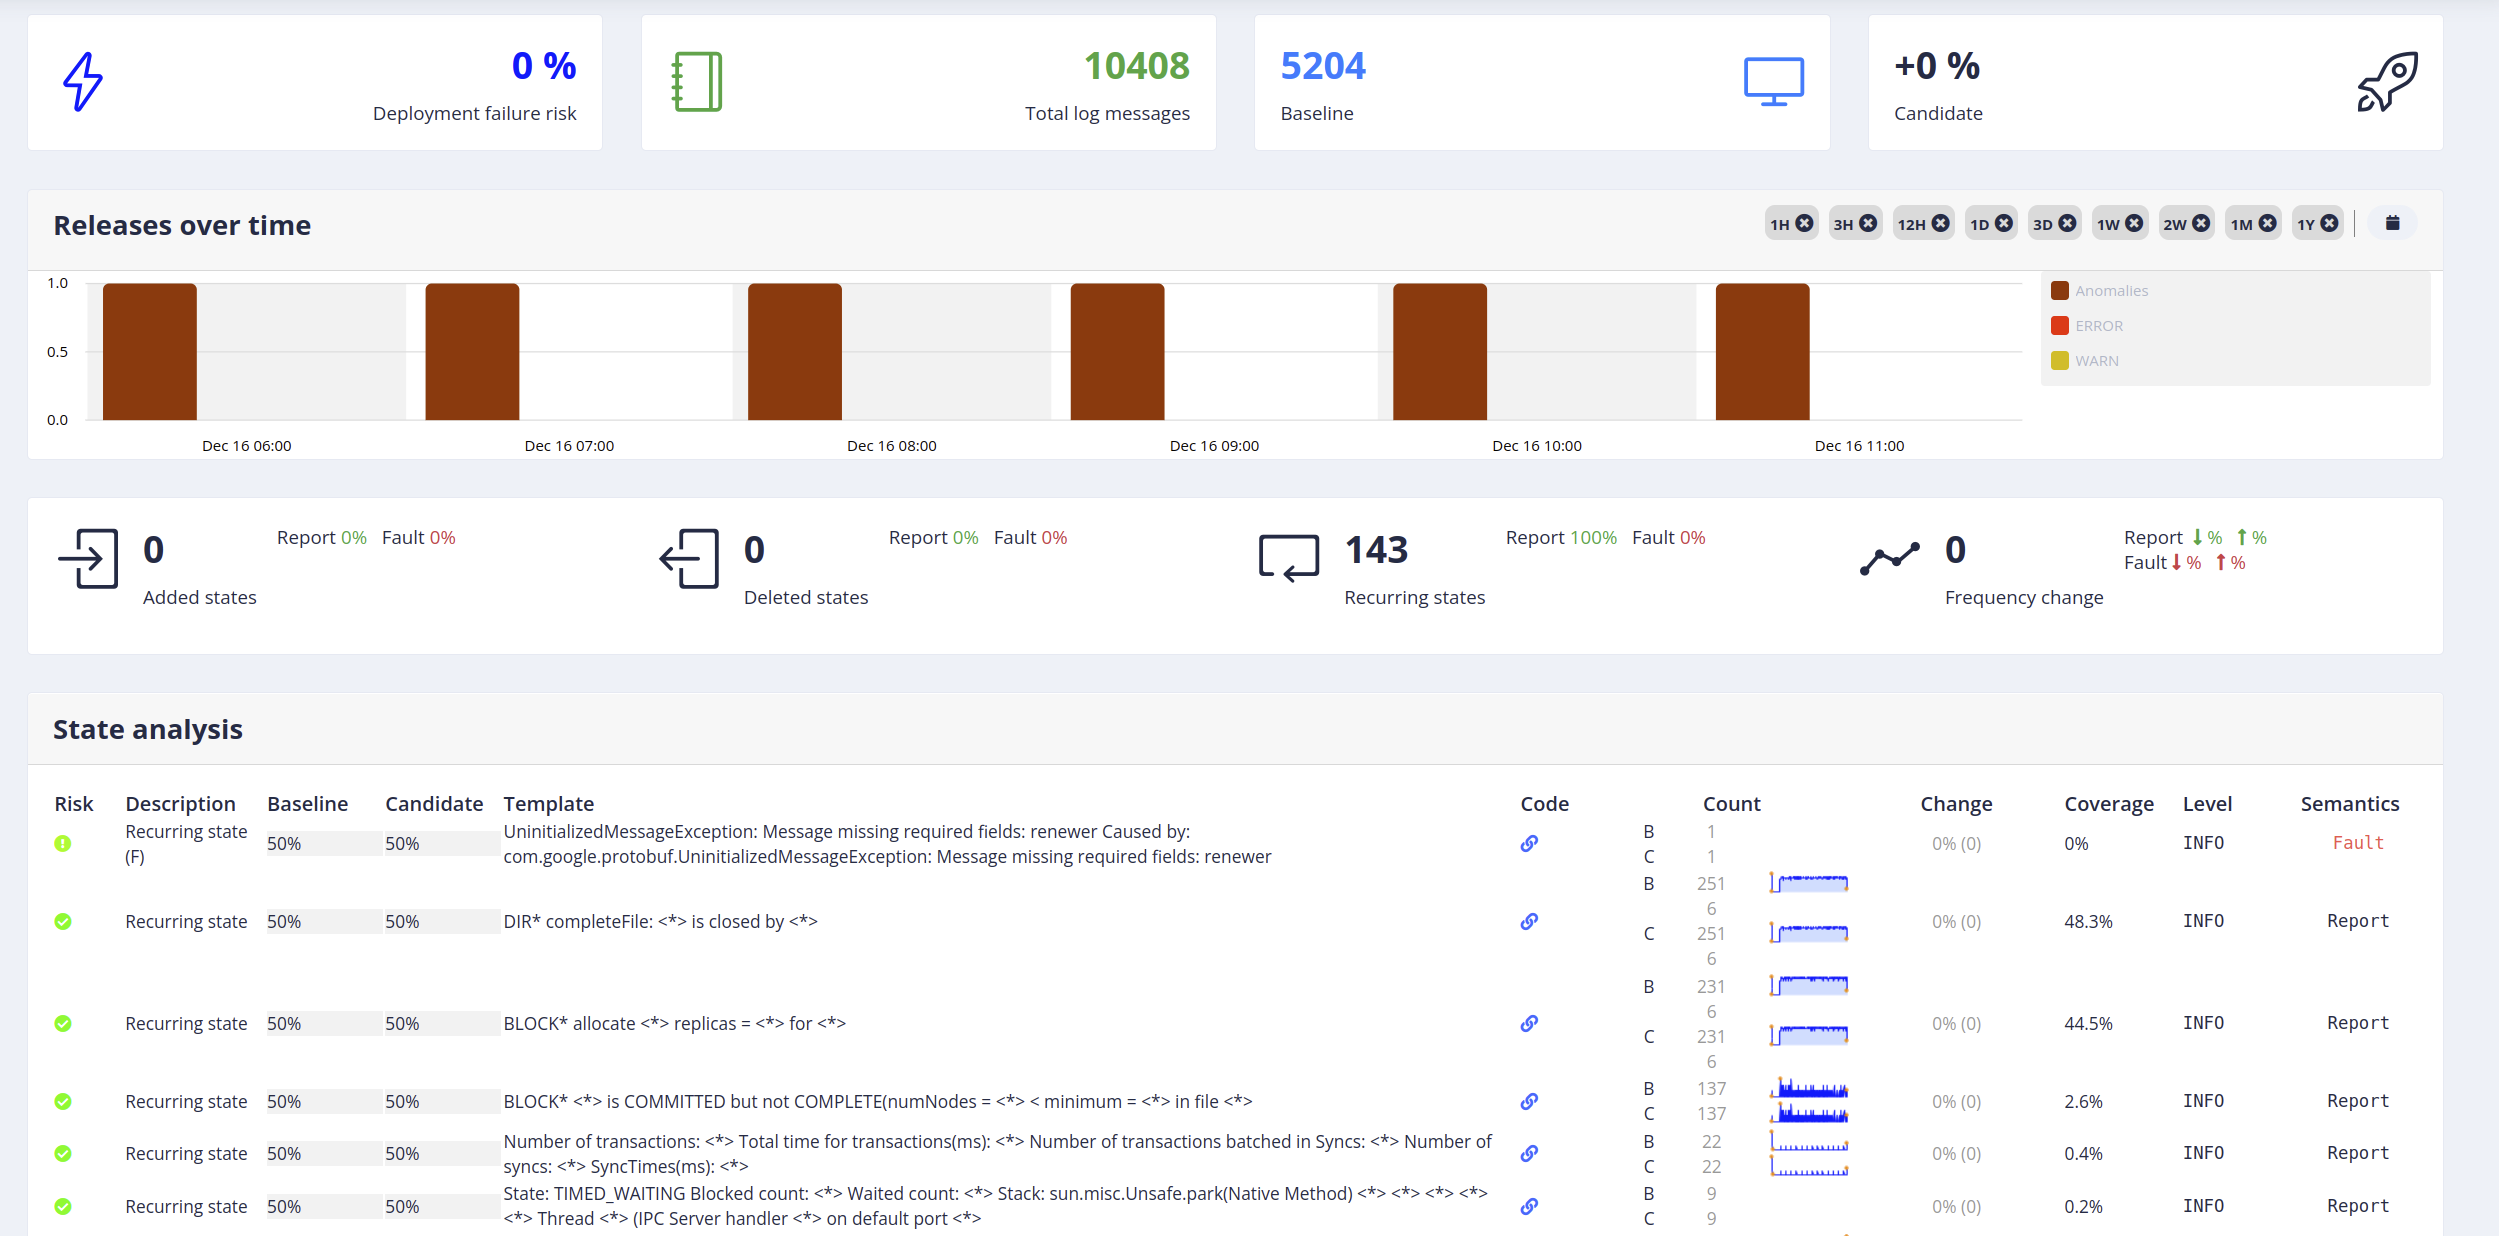 0 %
Deployment failure risk
10408
Total log messages
5204
Baseline
+0 %
Candidate
Releases over time
1H 3H 12H 1D 3D 1W 2W 1M 1Y
1.0
0.5
0.0
Dec 16 06:00 Dec 16 07:00 Dec 16 08:00 Dec 16 09:00 Dec 16 10:00 Dec 16 11:00
Anomalies
ERROR
WARN
0 Report 0% Fault 0%
Added states
0 Report 0% Fault 0%
Deleted states
143 Report 100% Fault 0%
Recurring states
0 Report ↓% ↑%
Fault ↓% ↑%
Frequency change
State analysis
Risk Description Baseline Candidate Template Code Count Change Coverage Level Semantics
Recurring state
(F)
50% 50%
UninitializedMessageException: Message missing required fields: renewer Caused by:
com.google.protobuf.UninitializedMessageException: Message missing required fields: renewer
B 1
C 1
0% (0) 0% INFO Fault
Recurring state 50% 50% DIR* completeFile: <*> is closed by <*>
B 251
6
C 251
6
0% (0) 48.3% INFO Report
Recurring state 50% 50% BLOCK* allocate <*> replicas = <*> for <*>
B 231
6
C 231
6
0% (0) 44.5% INFO Report
Recurring state 50% 50% BLOCK* <*> is COMMITTED but not COMPLETE(numNodes = <*> < minimum = <*> in file <*>
B 137
C 137
0% (0) 2.6% INFO Report
Recurring state 50% 50%
Number of transactions: <*> Total time for transactions(ms): <*> Number of transactions batched in Syncs: <*> Number of
syncs: <*> SyncTimes(ms): <*>
B 22
C 22
0% (0) 0.4% INFO Report
Recurring state 50% 50%
State: TIMED_WAITING Blocked count: <*> Waited count: <*> Stack: sun.misc.Unsafe.park(Native Method) <*> <*> <*> <*>
<*> Thread <*> (IPC Server handler <*> on default port <*>
B 9
C 9
0% (0) 0.2% INFO Report